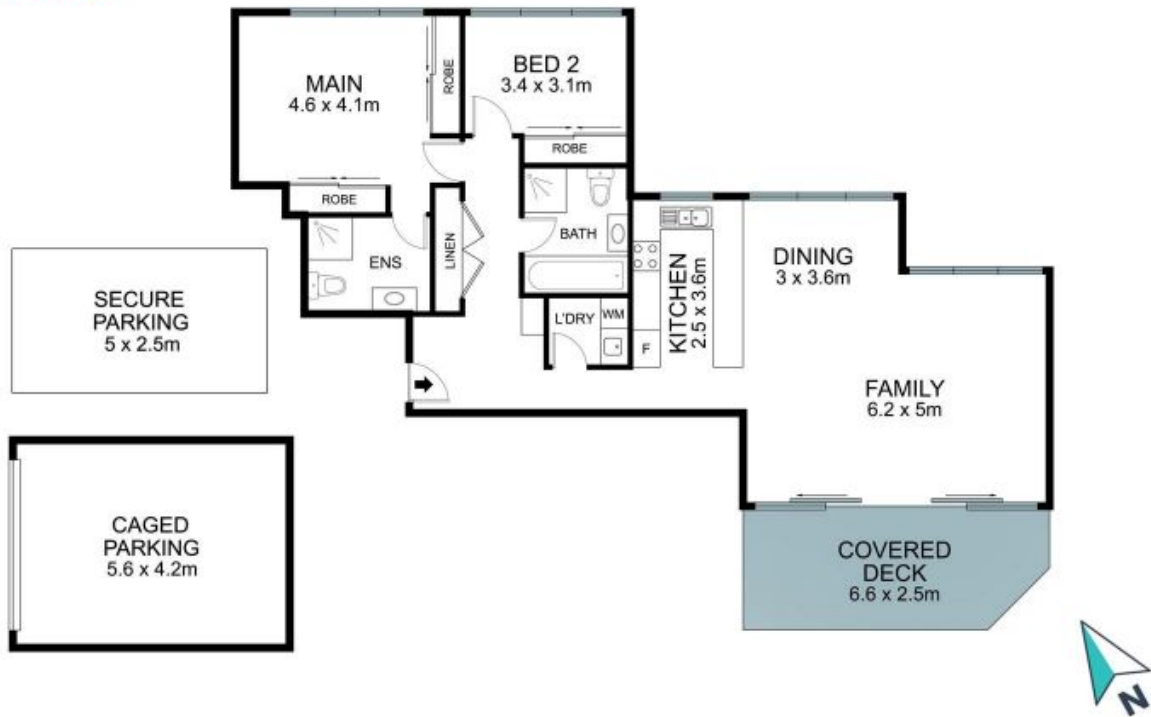 MAIN
4.6 x 4.1m
ROBE
BED 2
3.4 x 3.1m
ROBE
ROBE
ENS
LINEN
BATH
L'DRY
WM
F
KITCHEN
2.5 x 3.6m
DINING
3 x 3.6m
FAMILY
6.2 x 5m
SECURE
PARKING
5 x 2.5m
CAGED
PARKING
5.6 x 4.2m
COVERED
DECK
6.6 x 2.5m
N